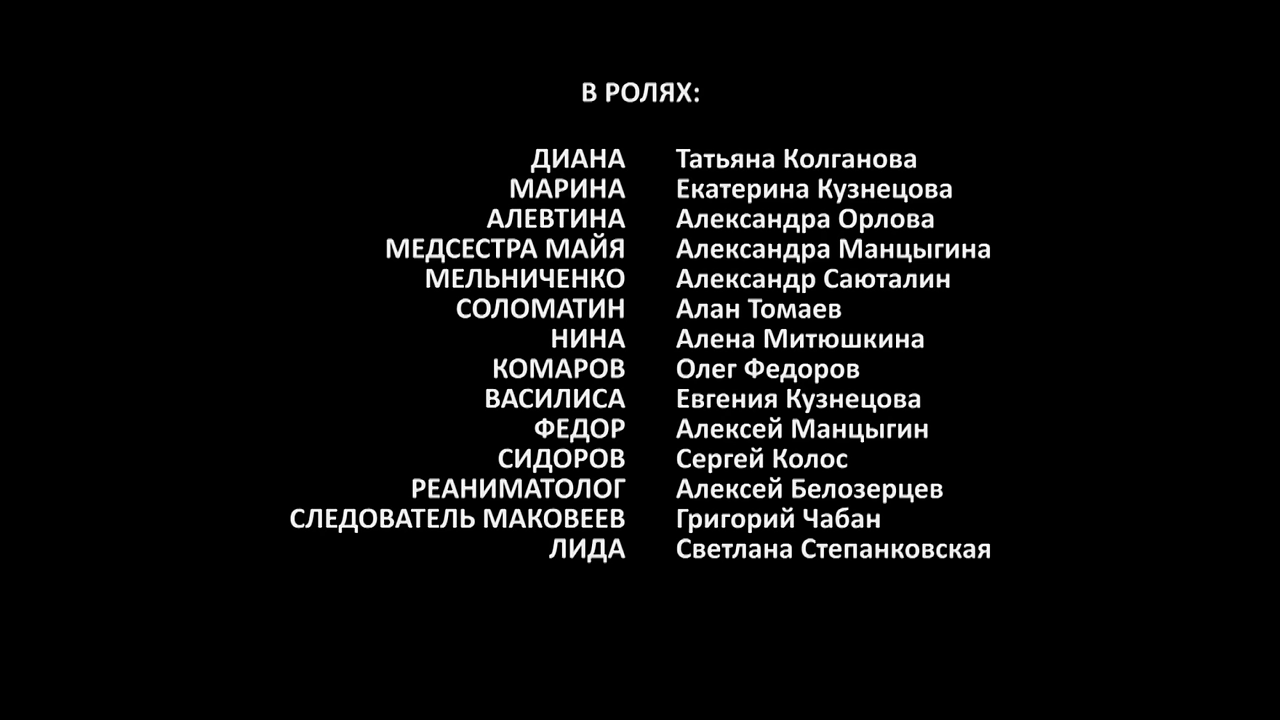 В РОЛЯХ:
ДИАНА Татьяна Колганова
МАРИНА Екатерина Кузнецова
АЛЕВТИНА Александра Орлова
МЕДСЕСТРА МАЙЯ Александра Манцыгина
МЕЛЬНИЧЕНКО Александр Саюталин
СОЛОМАТИН Алан Томаев
НИНА Алена Митюшкина
КОМАРОВ Олег Федоров
ВАСИЛИСА Евгения Кузнецова
ФЕДОР Алексей Манцыгин
СИДОРОВ Сергей Колос
РЕАНИМАТОЛОГ Алексей Белозерцев
СЛЕДОВАТЕЛЬ МАКОВЕЕВ Григорий Чабан
ЛИДА Светлана Степанковская